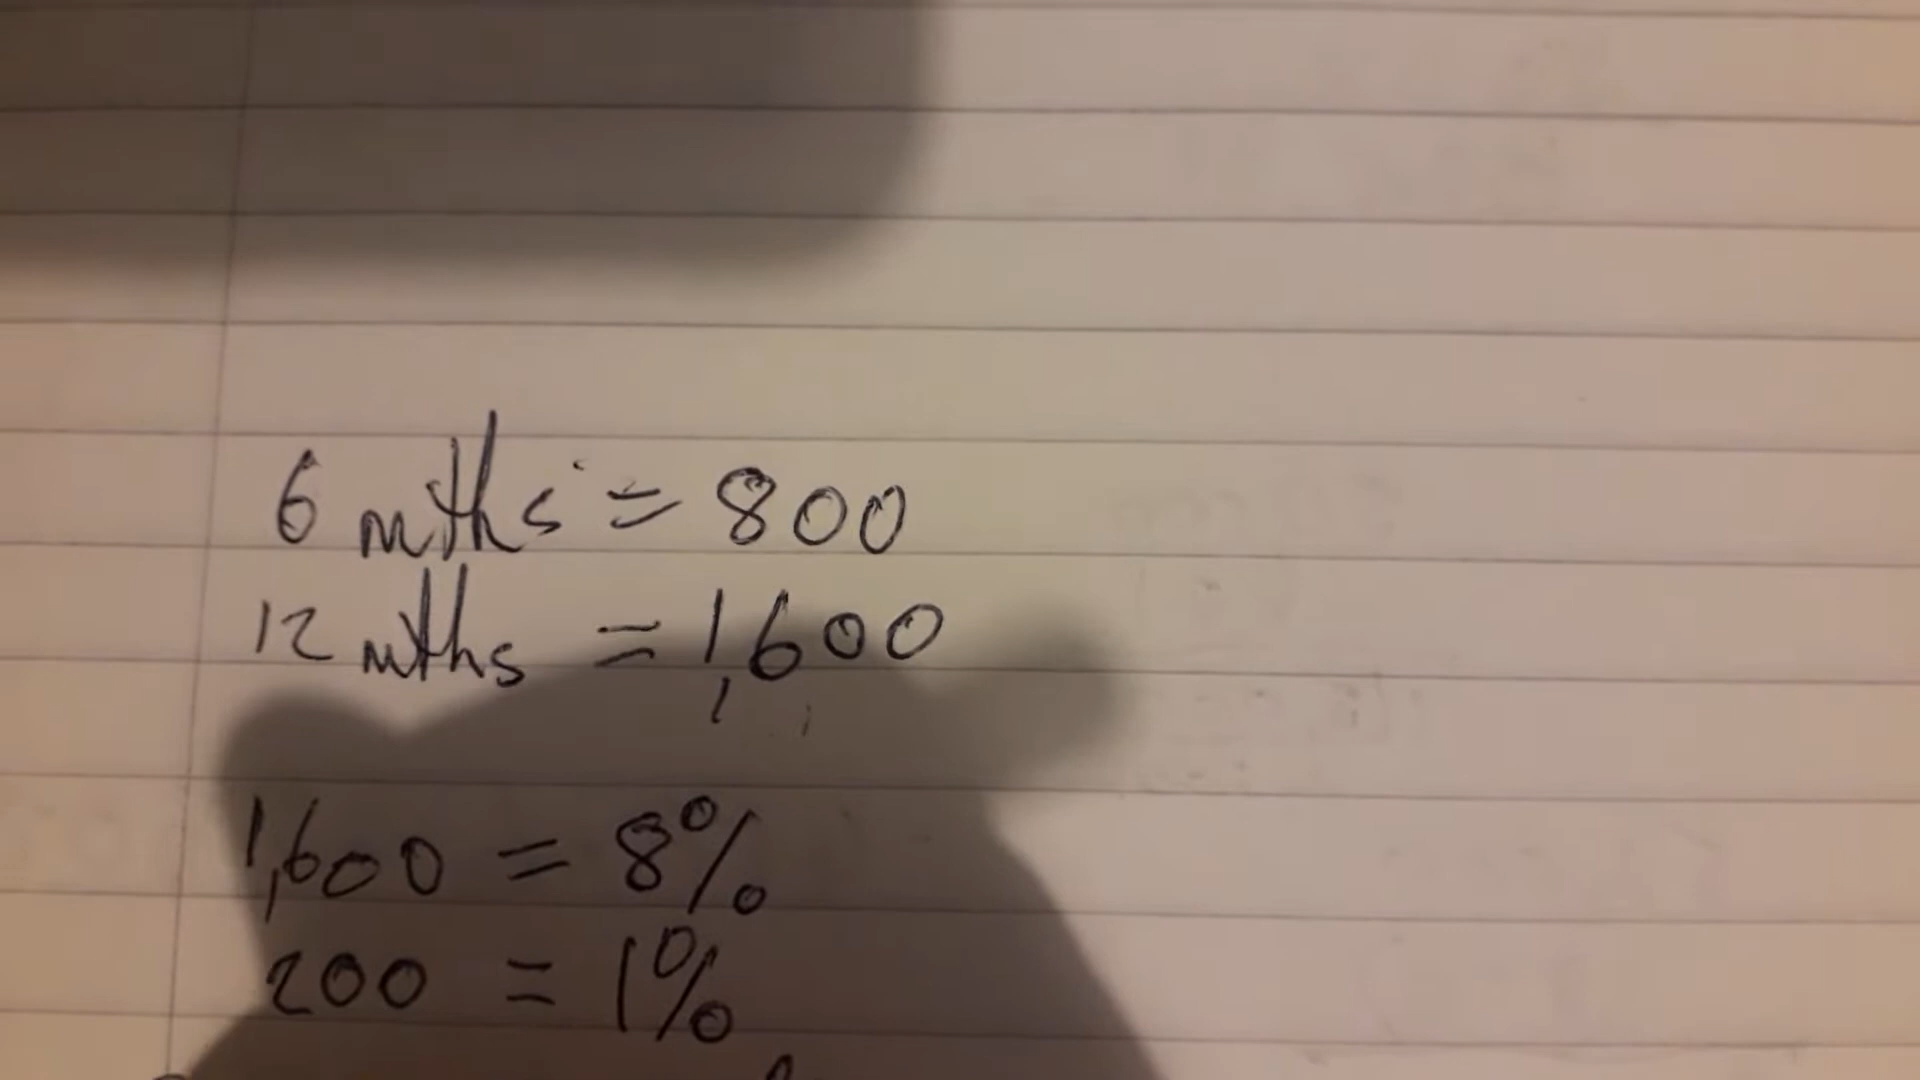 6 mths = 800
12 mths = 1,600
1,600 = 8%
200 = 1%